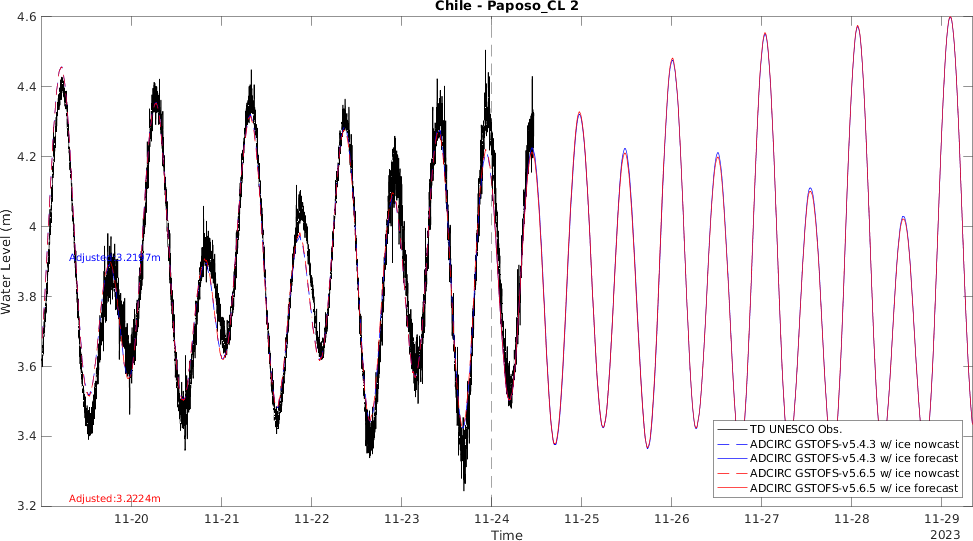 Chile - Paposo_CL 2
4.6
4.4
4.2
4
3.8
3.6
3.4
3.2
Water Level (m)
Adjusted:3.2197m
Adjusted:3.2224m
TD UNESCO Obs.
ADCIRC GSTOFS-v5.4.3 w/ ice nowcast
ADCIRC GSTOFS-v5.4.3 w/ ice forecast
ADCIRC GSTOFS-v5.6.5 w/ ice nowcast
ADCIRC GSTOFS-v5.6.5 w/ ice forecast
11-20 11-21 11-22 11-23 11-24 11-25 11-26 11-27 11-28 11-29
Time
2023